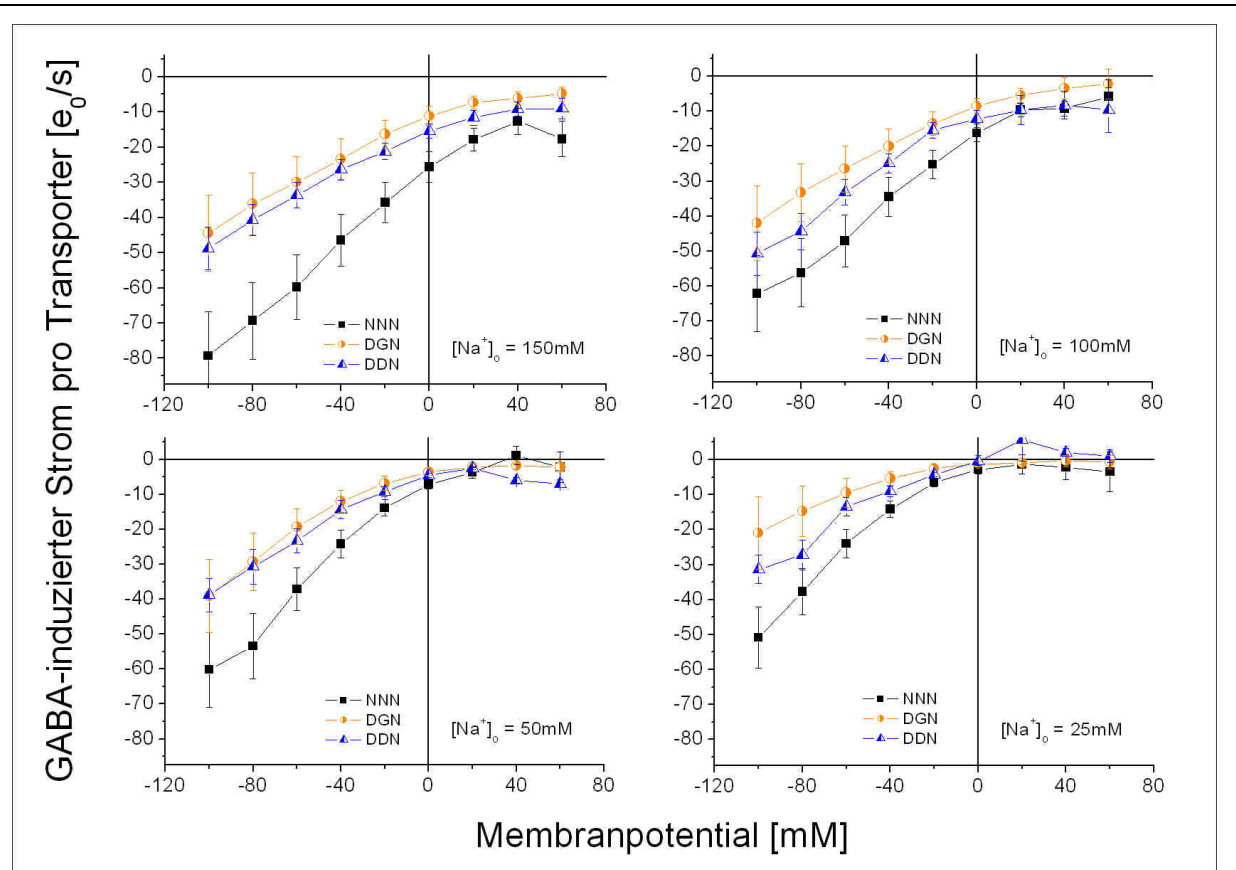 GABA-induzierter Strom pro Transporter [e₀/s]
0
-10
-20
-30
-40
-50
-60
-70
-80
NNN
DGN
DDN
[Na⁺]ₒ = 150mM
-120 -80 -40 0 40 80
0
-10
-20
-30
-40
-50
-60
-70
-80
NNN
DGN
DDN
[Na⁺]ₒ = 100mM
-120 -80 -40 0 40 80
0
-10
-20
-30
-40
-50
-60
-70
-80
NNN
DGN
DDN
[Na⁺]ₒ = 50mM
-120 -80 -40 0 40 80
0
-10
-20
-30
-40
-50
-60
-70
-80
NNN
DGN
DDN
[Na⁺]ₒ = 25mM
-120 -80 -40 0 40 80
Membranpotential [mM]